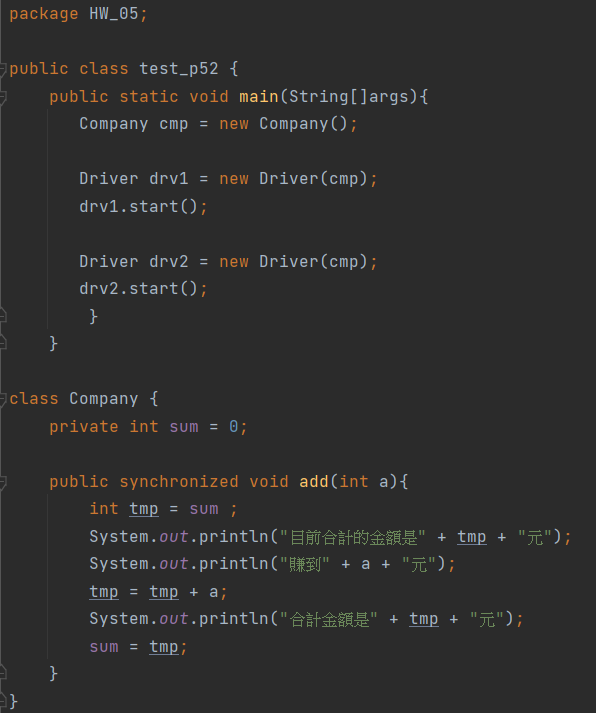 package HW_05;
public class test_p52 {
public static void main(String[]args){
Company cmp = new Company();
Driver drv1 = new Driver(cmp);
drv1.start();
Driver drv2 = new Driver(cmp);
drv2.start();
}
}
class Company {
private int sum = 0;
public synchronized void add(int a){
int tmp = sum ;
System.out.println("目前合計的金額是" + tmp + "元");
System.out.println("賺到" + a + "元");
tmp = tmp + a;
System.out.println("合計金額是" + tmp + "元");
sum = tmp;
}
}